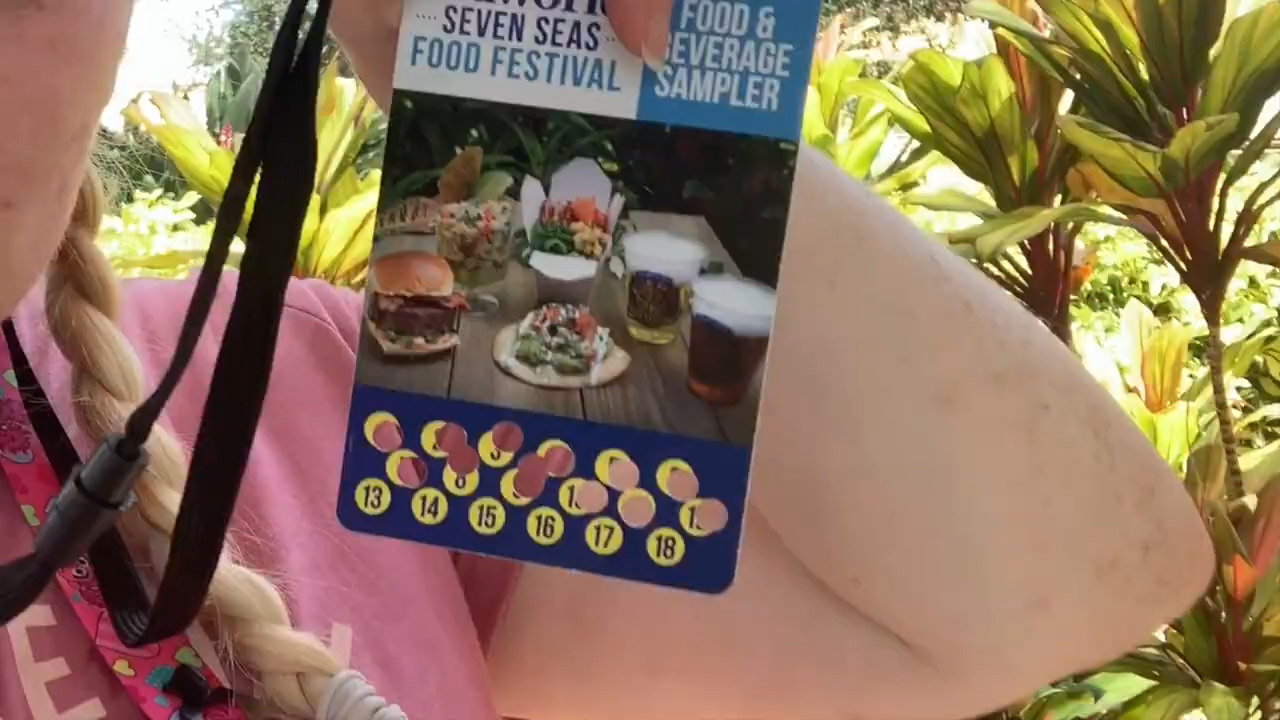 SEVEN SEAS
FOOD FESTIVAL
FOOD &
BEVERAGE
SAMPLER
13 14 15 16 17 18
E